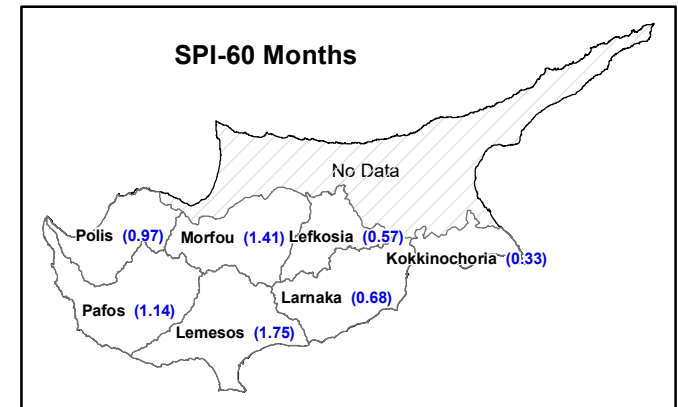 SPI-60 Months
No Data
Polis (0.97)
Morfou (1.41)
Lefkosia (0.57)
Kokkinochoria (0.33)
Pafos (1.14)
Larnaka (0.68)
Lemesos (1.75)